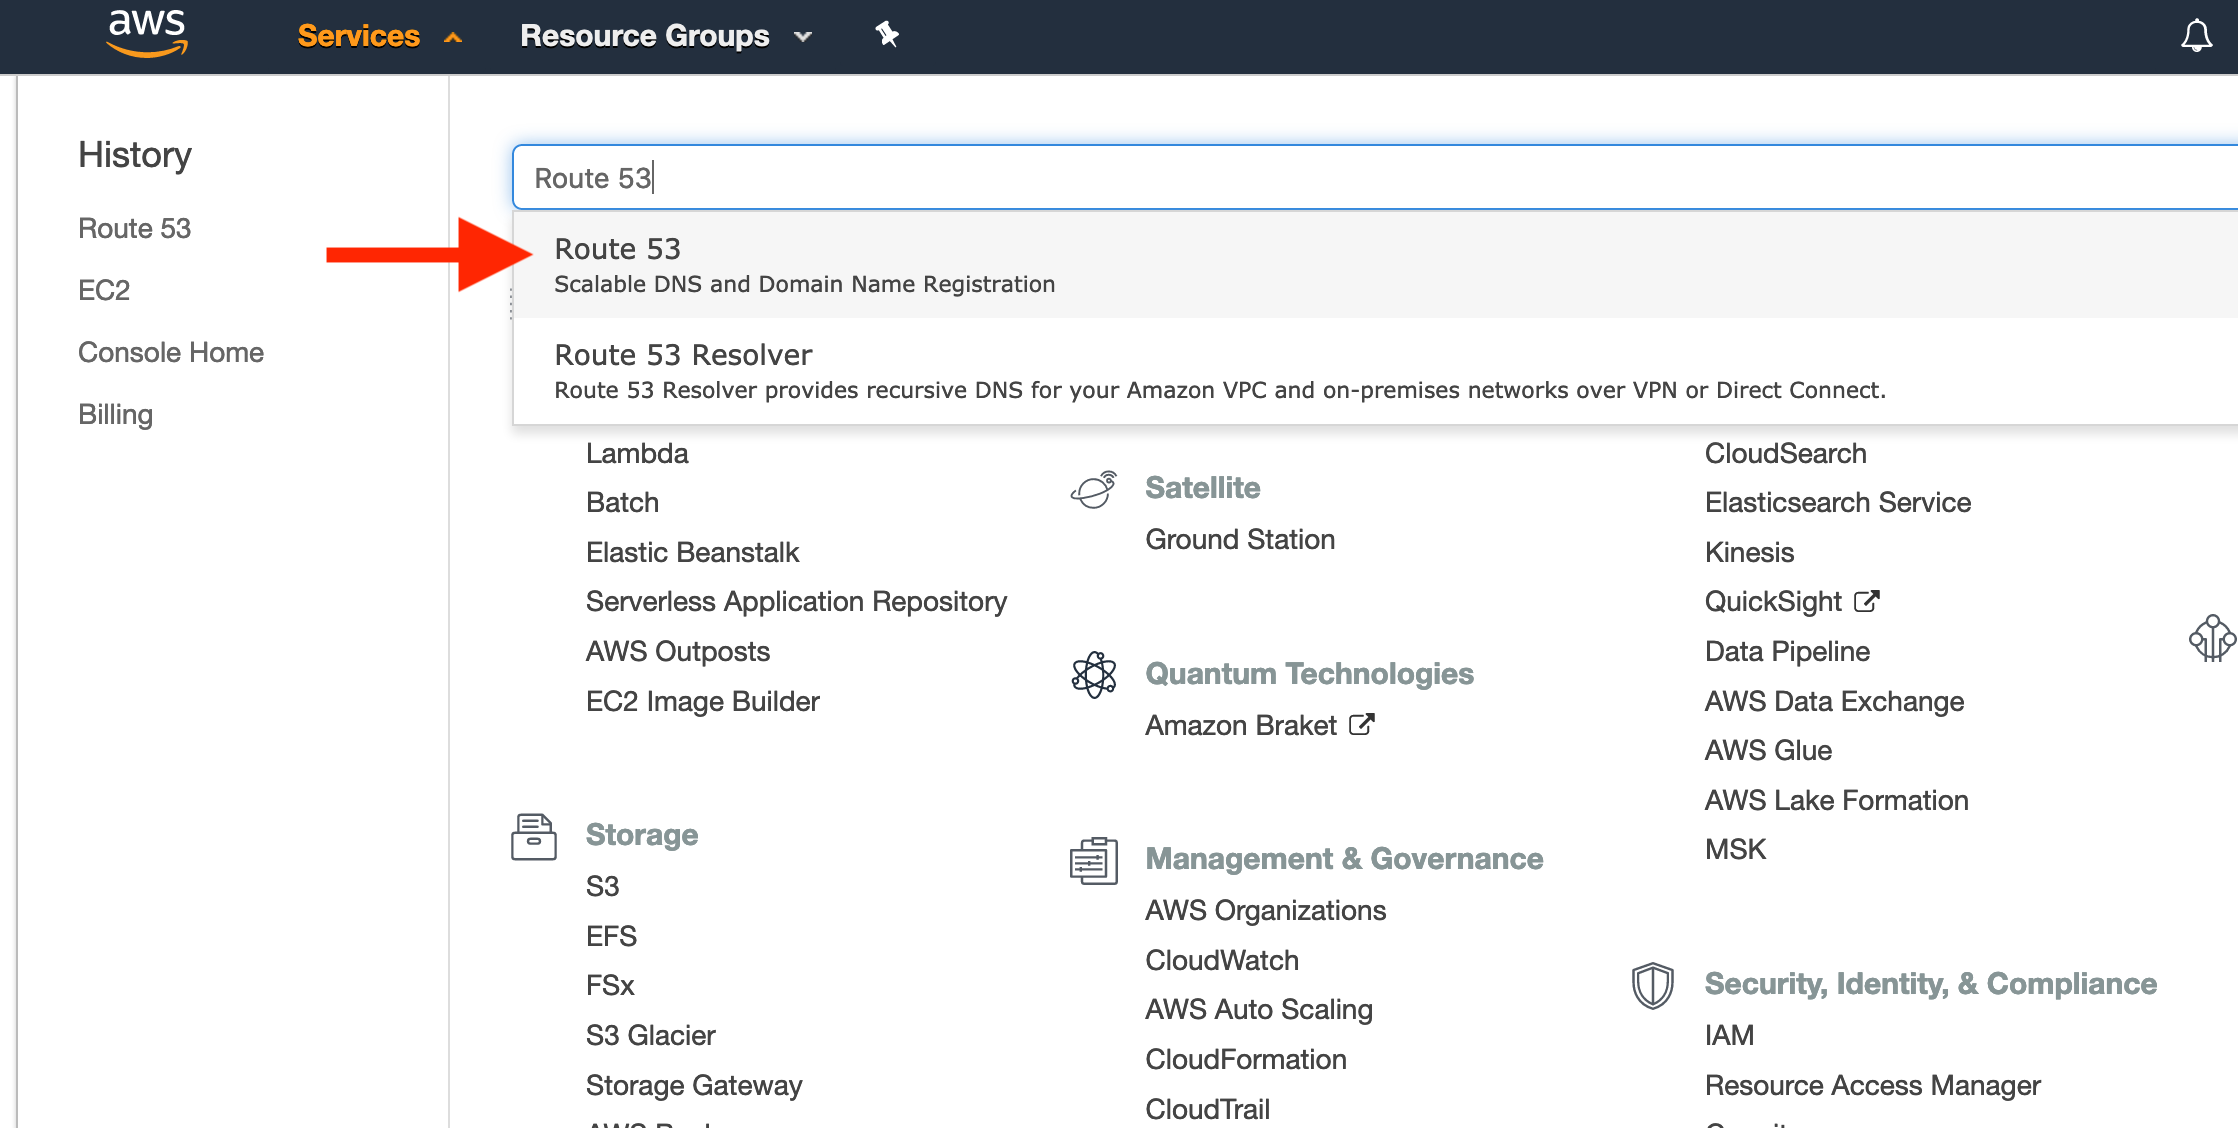 aws
Services
Resource Groups
History
Route 53
EC2
Console Home
Billing
Route 53
Route 53
Scalable DNS and Domain Name Registration
Route 53 Resolver
Route 53 Resolver provides recursive DNS for your Amazon VPC and on-premises networks over VPN or Direct Connect.
Lambda
Batch
Elastic Beanstalk
Serverless Application Repository
AWS Outposts
EC2 Image Builder
Storage
S3
EFS
FSx
S3 Glacier
Storage Gateway
Satellite
Ground Station
Quantum Technologies
Amazon Braket
Management & Governance
AWS Organizations
CloudWatch
AWS Auto Scaling
CloudFormation
CloudTrail
CloudSearch
Elasticsearch Service
Kinesis
QuickSight
Data Pipeline
AWS Data Exchange
AWS Glue
AWS Lake Formation
MSK
Security, Identity, & Compliance
IAM
Resource Access Manager